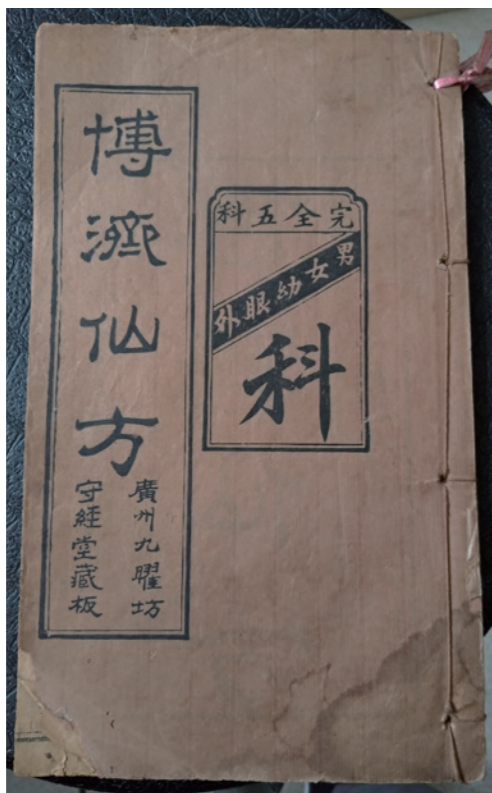 完全五科
男女幼眼外
科
博濟仙方
廣州九曜坊
守經堂藏板